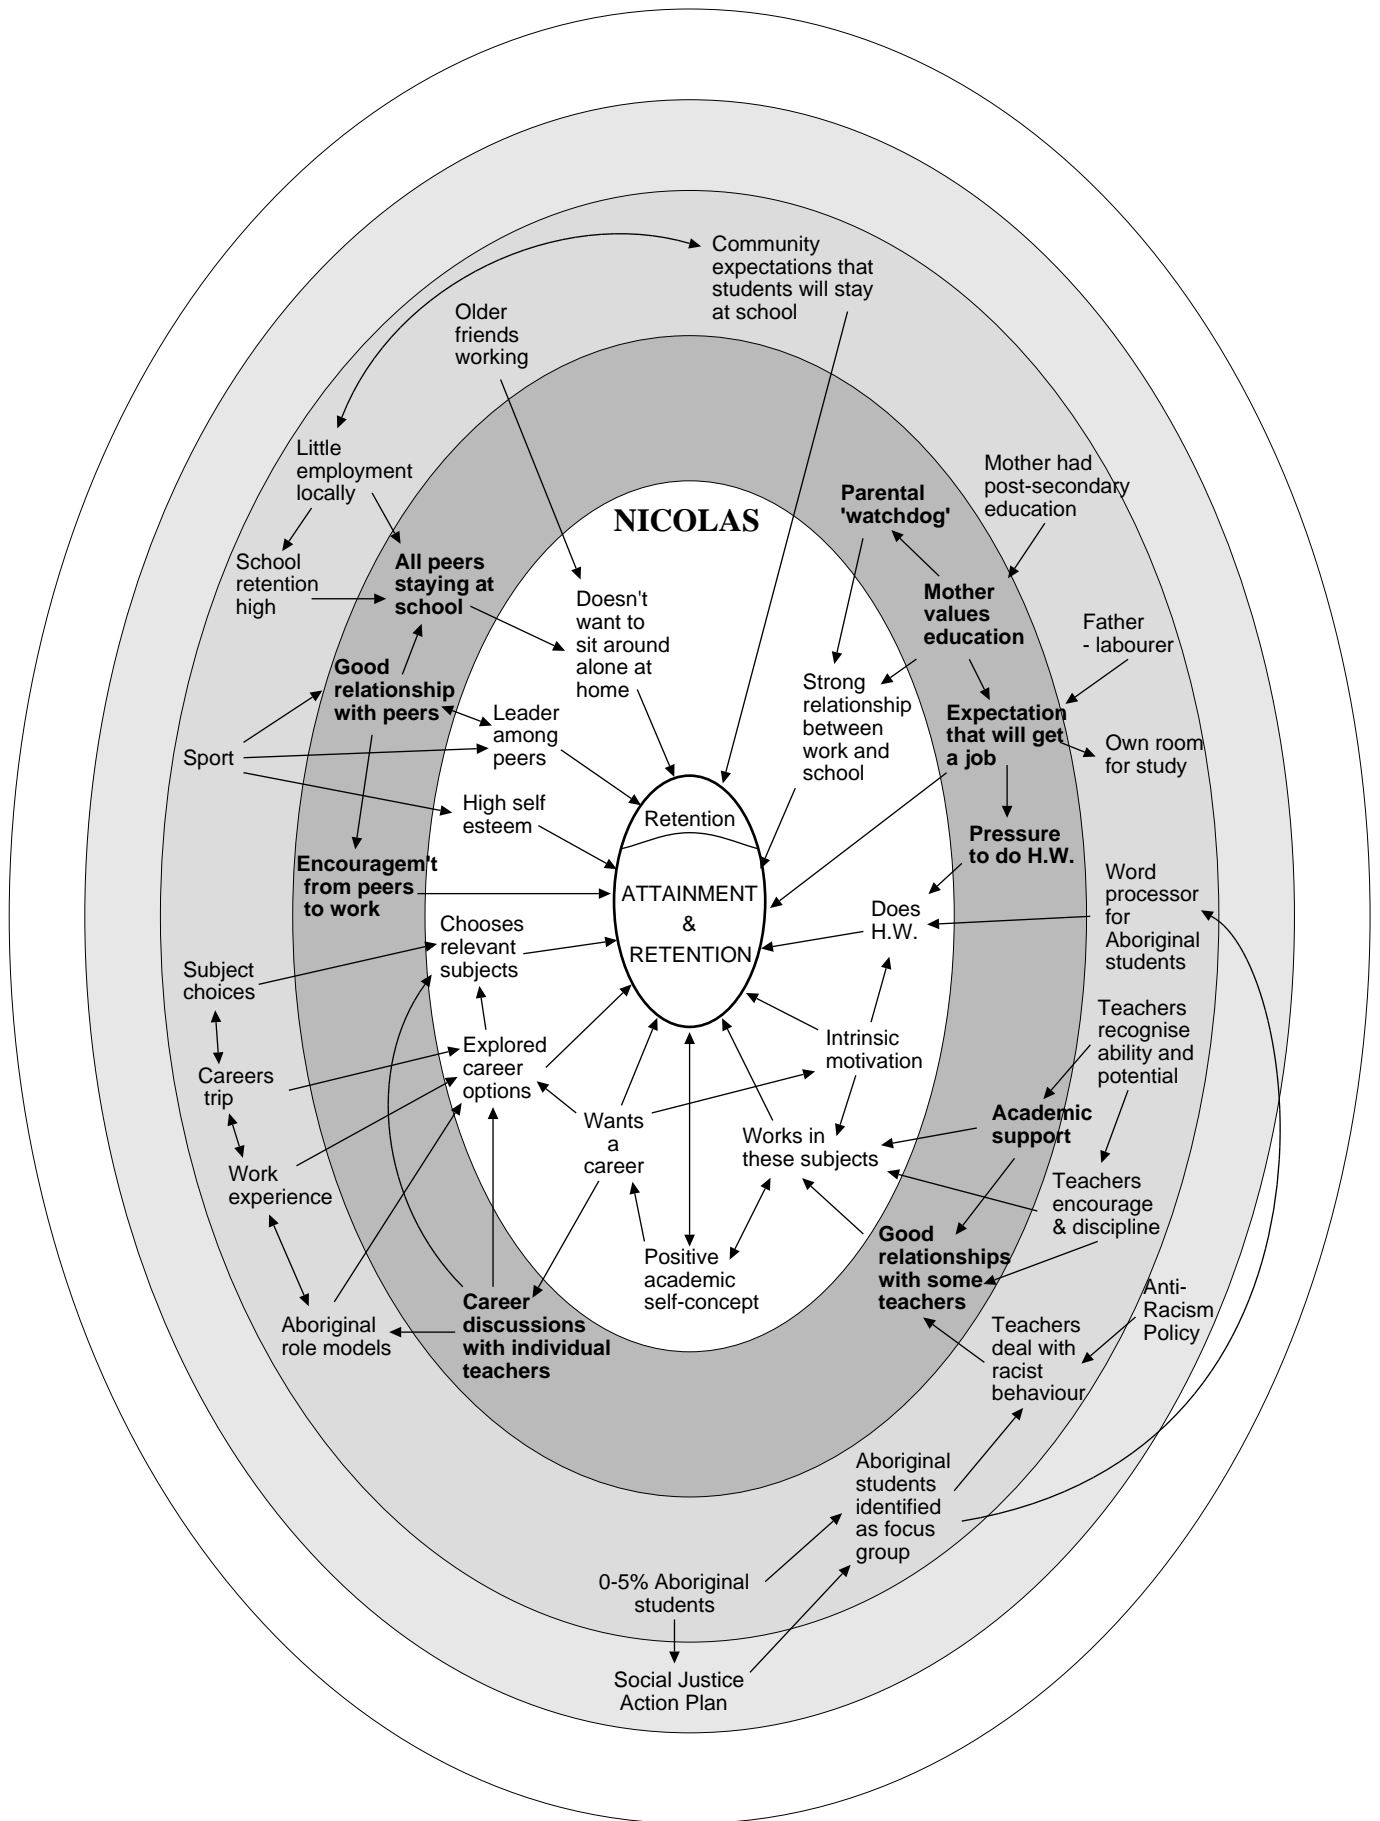 Community
expectations that
students will stay
at school
Older
friends
working
Little
employment
locally
Mother had
post-secondary
education
Parental
'watchdog'
NICOLAS
School
retention
high
All peers
staying at
school
Doesn't
want to
sit around
alone at
home
Mother
values
education
Father
- labourer
Good
relationship
with peers
Strong
relationship
between
work and
school
Leader
among
peers
Expectation
that will get
a job
Own room
for study
Sport
High self
esteem
Retention
Pressure
to do H.W.
Encouragem't
from peers
to work
ATTAINMENT
&
RETENTION
Word
processor
for
Aboriginal
students
Does
H.W.
Chooses
relevant
subjects
Subject
choices
Teachers
recognise
ability and
potential
Explored
career
options
Intrinsic
motivation
Careers
trip
Wants
a
career
Works in
these subjects
Academic
support
Work
experience
Teachers
encourage
& discipline
Good
relationships
with some
teachers
Positive
academic
self-concept
Anti-
Racism
Policy
Career
discussions
with individual
teachers
Aboriginal
role models
Teachers
deal with
racist
behaviour
Aboriginal
students
identified
as focus
group
0-5% Aboriginal
students
Social Justice
Action Plan